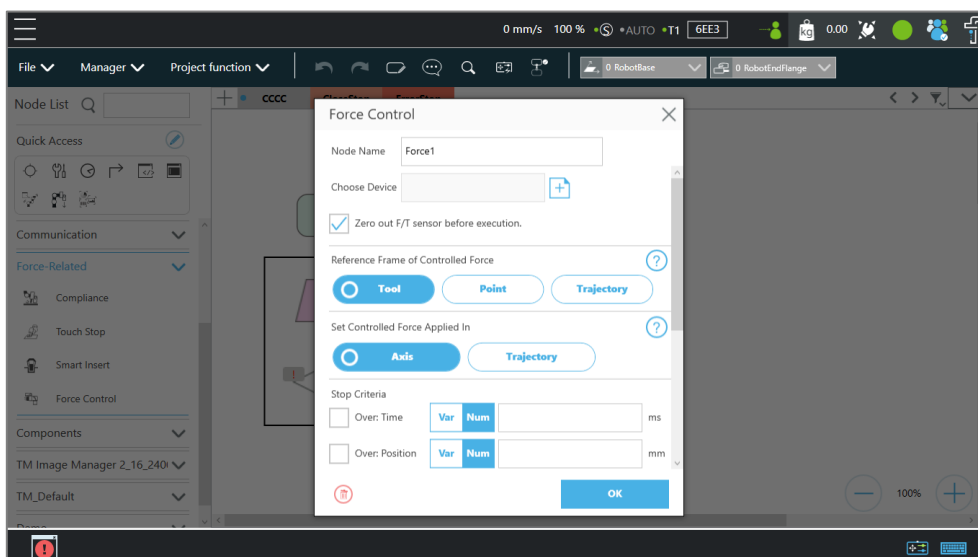 0 mm/s 100 % S AUTO T1 6EE3 kg 0.00
File Manager Project function 0 RobotBase 0 RobotEndFlange
Node List cccc
Force Control
Quick Access
Node Name Force1
Choose Device
Zero out F/T sensor before execution.
Communication
Force-Related
Reference Frame of Controlled Force ?
Tool Point Trajectory
Compliance
Touch Stop
Set Controlled Force Applied In ?
Axis Trajectory
Smart Insert
Force Control
Stop Criteria
Over: Time Var Num ms
Components
Over: Position Var Num mm
TM Image Manager 2_16_240
TM_Default
OK
100%